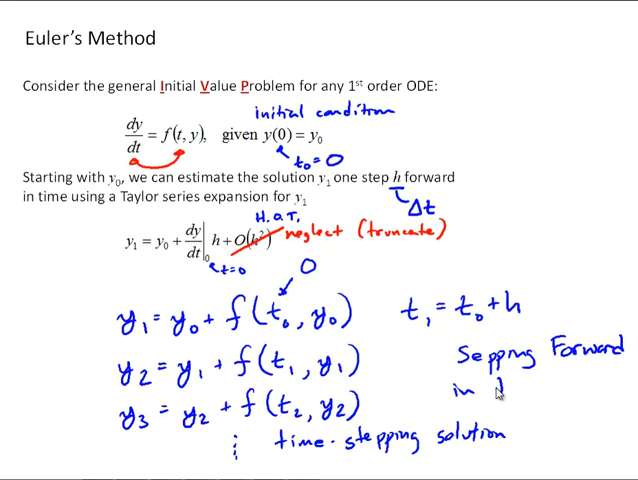 Euler's Method
Consider the general Initial Value Problem for any 1st order ODE:
initial condition
dy/dt = f(t, y), given y(0) = y₀
t₀ = 0
Starting with y₀, we can estimate the solution y₁ one step h forward
in time using a Taylor series expansion for y₁
Δt
H.O.T.
y₁ = y₀ + dy/dt|₀ h + O(h²) neglect (truncate)
t=0
0
y₁ = y₀ + f(t₀, y₀) t₁ = t₀ + h
y₂ = y₁ + f(t₁, y₁) Sepping Forward
in
y₃ = y₂ + f(t₂, y₂)
⋮ time-stepping solution